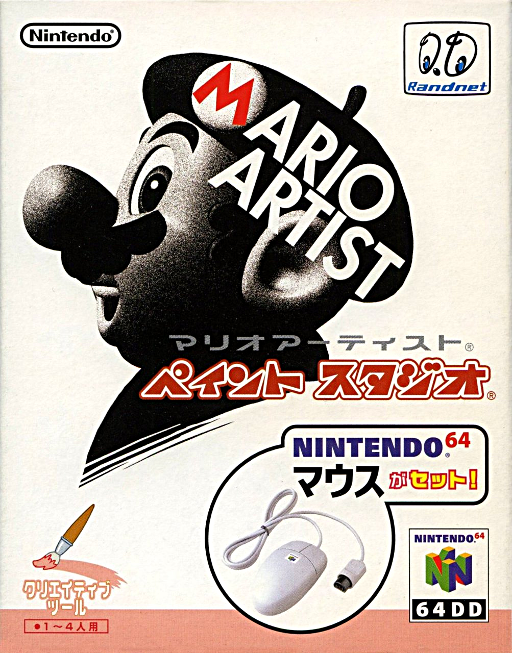 Nintendo®
Randnet
MARIO
ARTIST
マリオアーティスト®
ペイント スタジオ®
NINTENDO®64
マウスがセット!
クリエイティブ
ツール
●1〜4人用
NINTENDO64
N
64DD